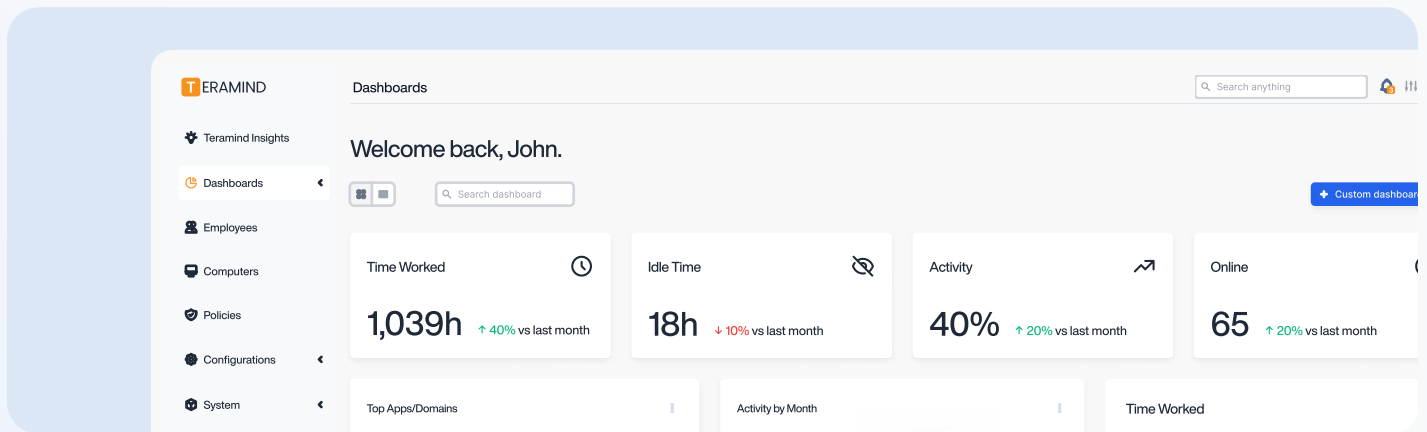 TERAMIND
Dashboards
Search anything
3
Teramind Insights
Dashboards
Employees
Computers
Policies
Configurations
System
Welcome back, John.
Search dashboard
Custom dashboar
Time Worked
1,039h ↑ 40% vs last month
Idle Time
18h ↓ 10% vs last month
Activity
40% ↑ 20% vs last month
Online
65 ↑ 20% vs last month
Top Apps/Domains
Activity by Month
Time Worked